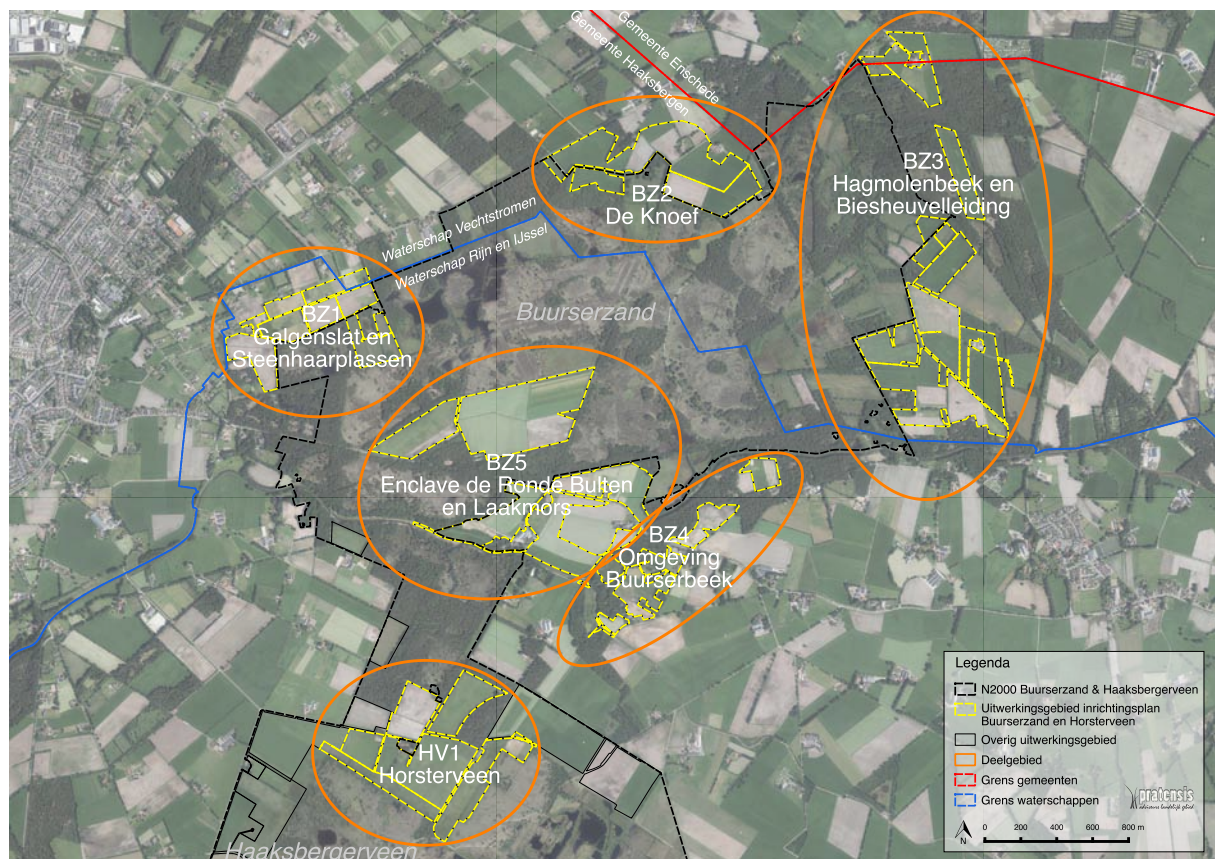 Gemeente Enschede
Gemeente Haaksbergen
BZ3
Hagmolenbeek en
Biesheuvelleiding
BZ2
De Knoef
Waterschap Vechtstromen
Waterschap Rijn en IJssel
Buurserzand
BZ1
Galgenslat en
Steenhaarplassen
BZ5
Enclave de Ronde Bulten
en Laakmors
BZ4
Omgeving
Buurserbeek
HV1
Horsterveen
Haaksbergerveen
Legenda
N2000 Buurserzand & Haaksbergerveen
Uitwerkingsgebied inrichtingsplan
Buurserzand en Horsterveen
Overig uitwerkingsgebied
Deelgebied
Grens gemeenten
Grens waterschappen
pratensis
adviseurs landelijk gebied
N
0 200 400 600 800 m